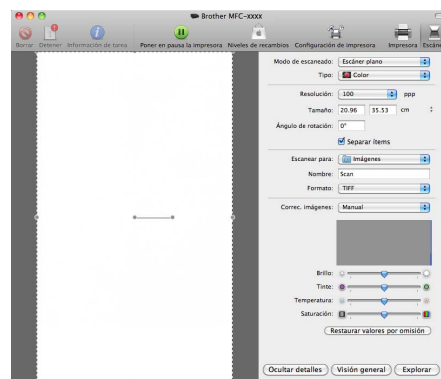 Brother MFC-xxxx
Borrar Detener Información de tarea Poner en pausa la impresora Niveles de recambios Configuración de impresora Impresora Escáne
Modo de escaneado: Escáner plano
Tipo: Color
Resolución: 100 ppp
Tamaño: 20.96 35.53 cm
Ángulo de rotación: 0°
Separar ítems
Escanear para: Imágenes
Nombre: Scan
Formato: TIFF
Correc. imágenes: Manual
Brillo:
Tinte:
Temperatura:
Saturación:
Restaurar valores por omisión
Ocultar detalles Visión general Explorar